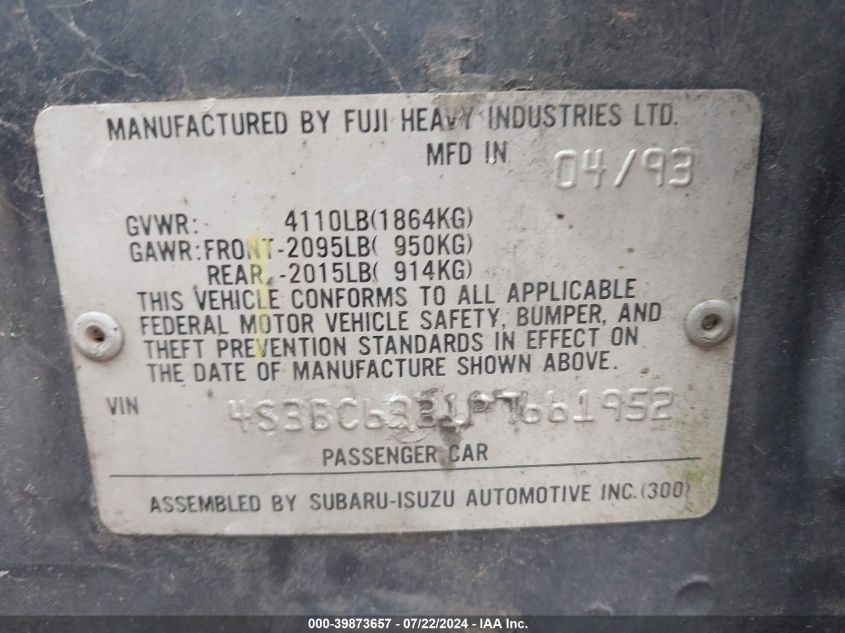 MANUFACTURED BY FUJI HEAVY INDUSTRIES LTD.
MFD IN 04/93
GVWR: 4110LB(1864KG)
GAWR:FRONT-2095LB( 950KG)
REAR -2015LB( 914KG)
THIS VEHICLE CONFORMS TO ALL APPLICABLE
FEDERAL MOTOR VEHICLE SAFETY, BUMPER, AND
THEFT PREVENTION STANDARDS IN EFFECT ON
THE DATE OF MANUFACTURE SHOWN ABOVE.
VIN 4S3BC6331P7661952
PASSENGER CAR
ASSEMBLED BY SUBARU-ISUZU AUTOMOTIVE INC.(300)
000-39873657 - 07/22/2024 - IAA Inc.